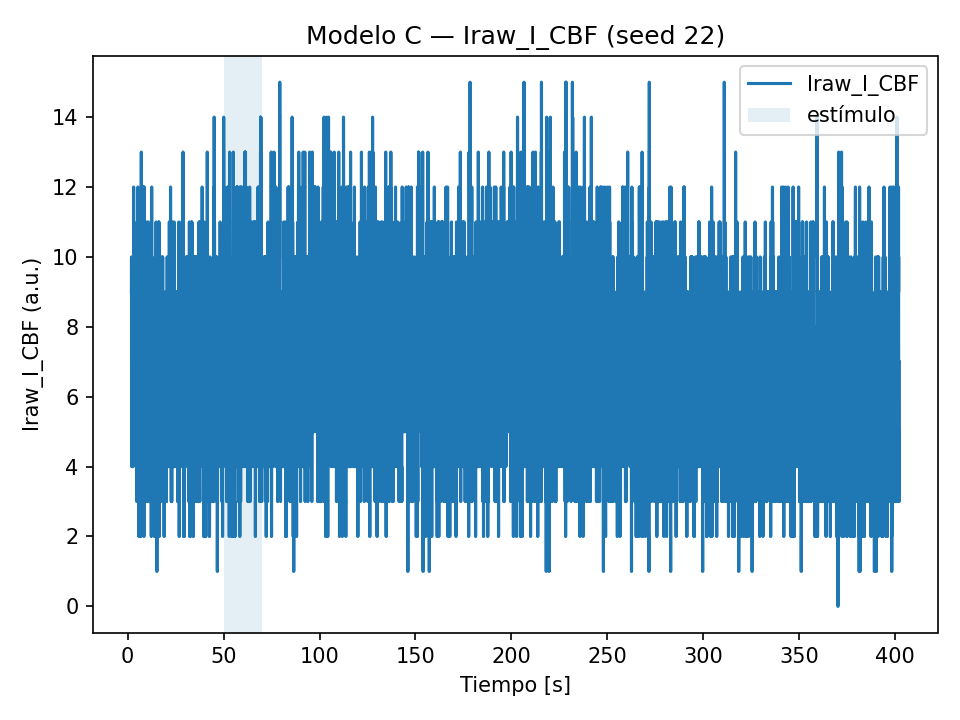 Modelo C — Iraw_I_CBF (seed 22)
Iraw_I_CBF
estímulo
Iraw_I_CBF (a.u.)
14
12
10
8
6
4
2
0
0 50 100 150 200 250 300 350 400
Tiempo [s]